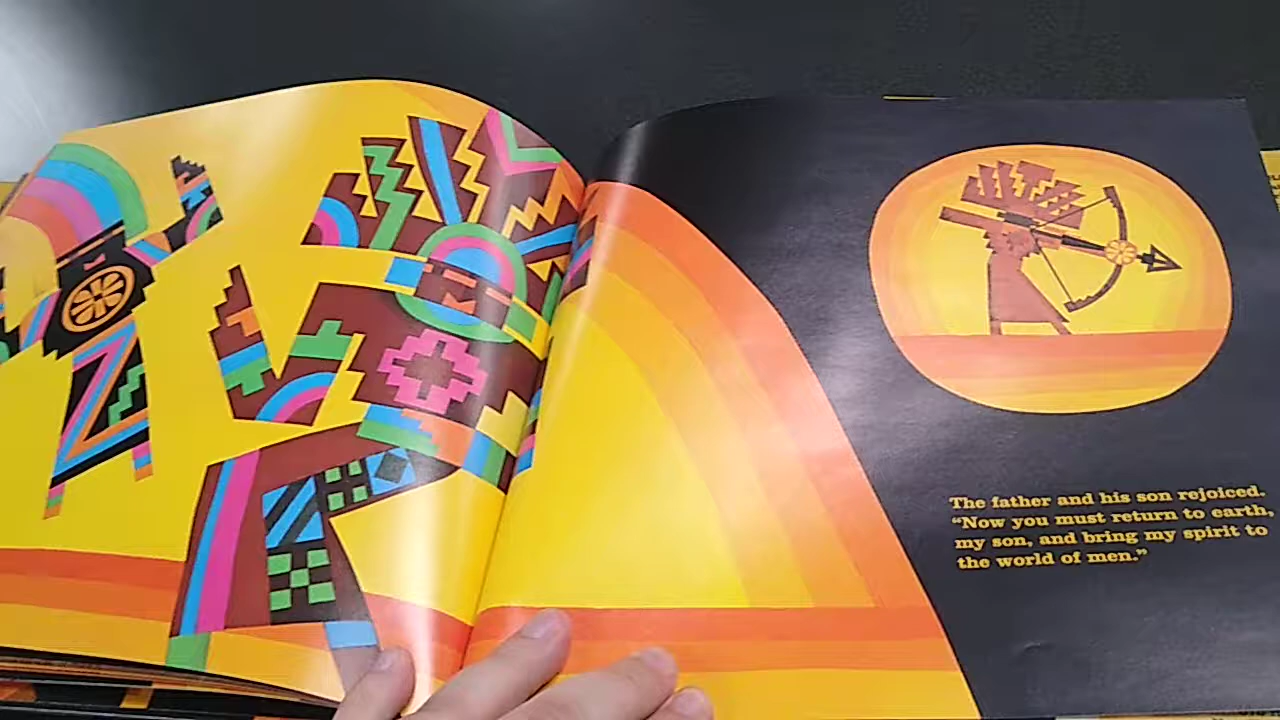 The father and his son rejoiced.
“Now you must return to earth,
my son, and bring my spirit to
the world of men.”